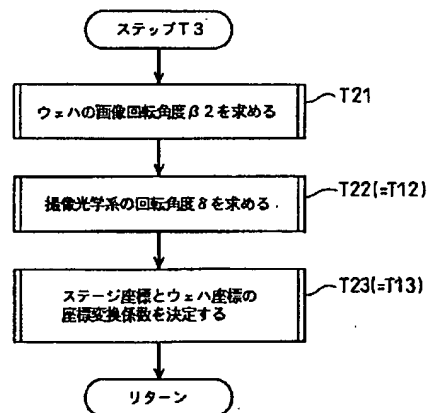 ステップT3
ウェハの画像回転角度β2を求める
T21
撮像光学系の回転角度δを求める
T22(=T12)
ステージ座標とウェハ座標の
座標変換係数を決定する
T23(=T13)
リターン